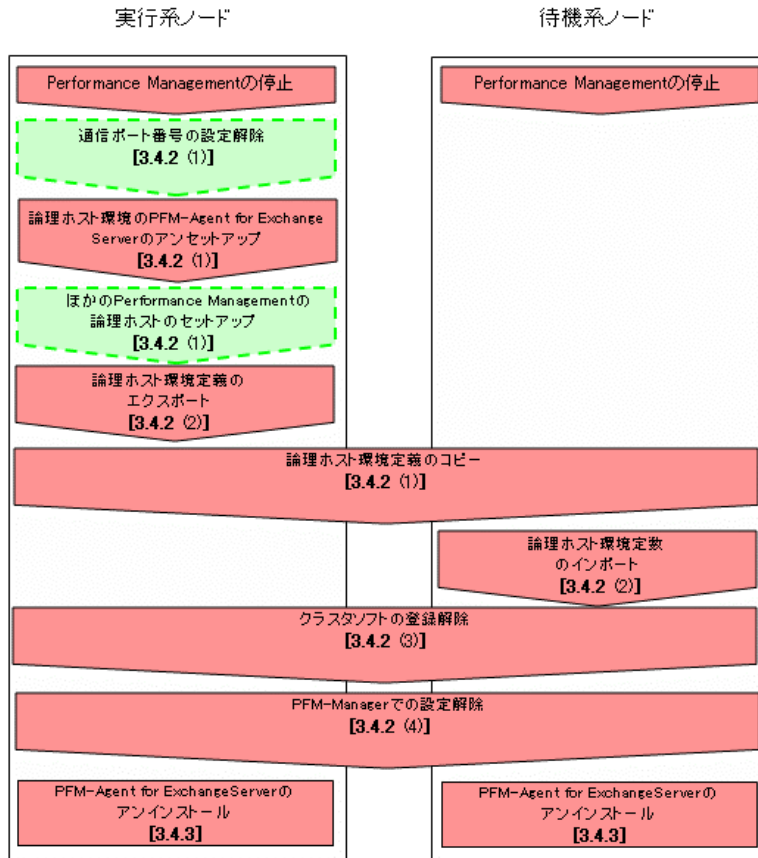 実行系ノード
待機系ノード
Performance Managementの停止
Performance Managementの停止
通信ポート番号の設定解除
[3.4.2 (1)]
論理ホスト環境のPFM-Agent for Exchange
Serverのアンセットアップ
[3.4.2 (1)]
ほかのPerformance Managementの
論理ホストのセットアップ
[3.4.2 (1)]
論理ホスト環境定義の
エクスポート
[3.4.2 (2)]
論理ホスト環境定義のコピー
[3.4.2 (1)]
論理ホスト環境定数
のインポート
[3.4.2 (2)]
クラスタソフトの登録解除
[3.4.2 (3)]
PFM-Managerでの設定解除
[3.4.2 (4)]
PFM-Agent for ExchangeServerの
アンインストール
[3.4.3]
PFM-Agent for ExchangeServerの
アンインストール
[3.4.3]